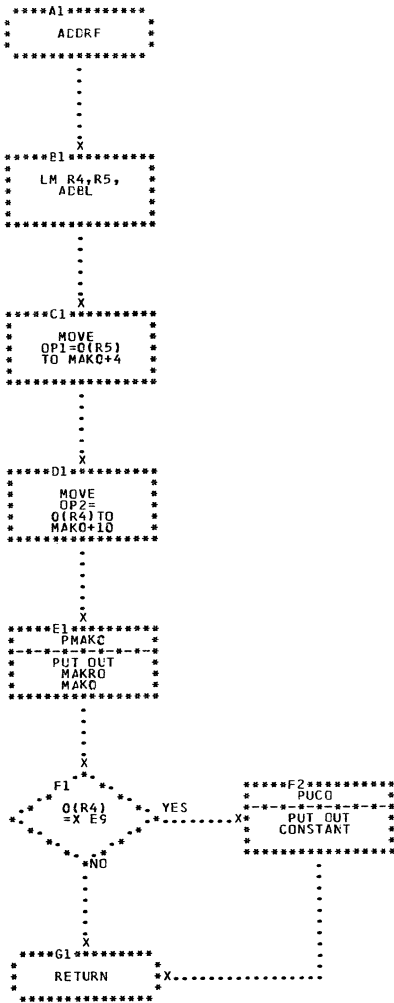 A1
ADDRF
B1
LM R4,R5,
ADBL
C1
MOVE
OP1=0(R5)
TO MAK0+4
D1
MOVE
OP2=
0(R4)TO
MAK0+10
E1
PMAKO
PUT OUT
MAKRO
MAKO
F1
0(R4)
=X E9
YES
NO
F2
PUCO
PUT OUT
CONSTANT
G1
RETURN